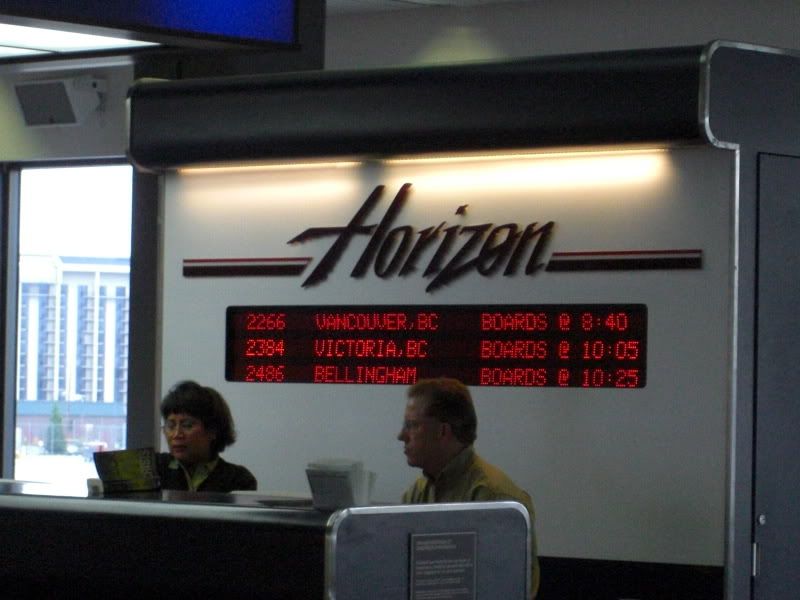 Horizon
2266 VANCOUVER,BC BOARDS @ 8:40
2384 VICTORIA,BC BOARDS @ 10:05
2486 BELLINGHAM BOARDS @ 10:25